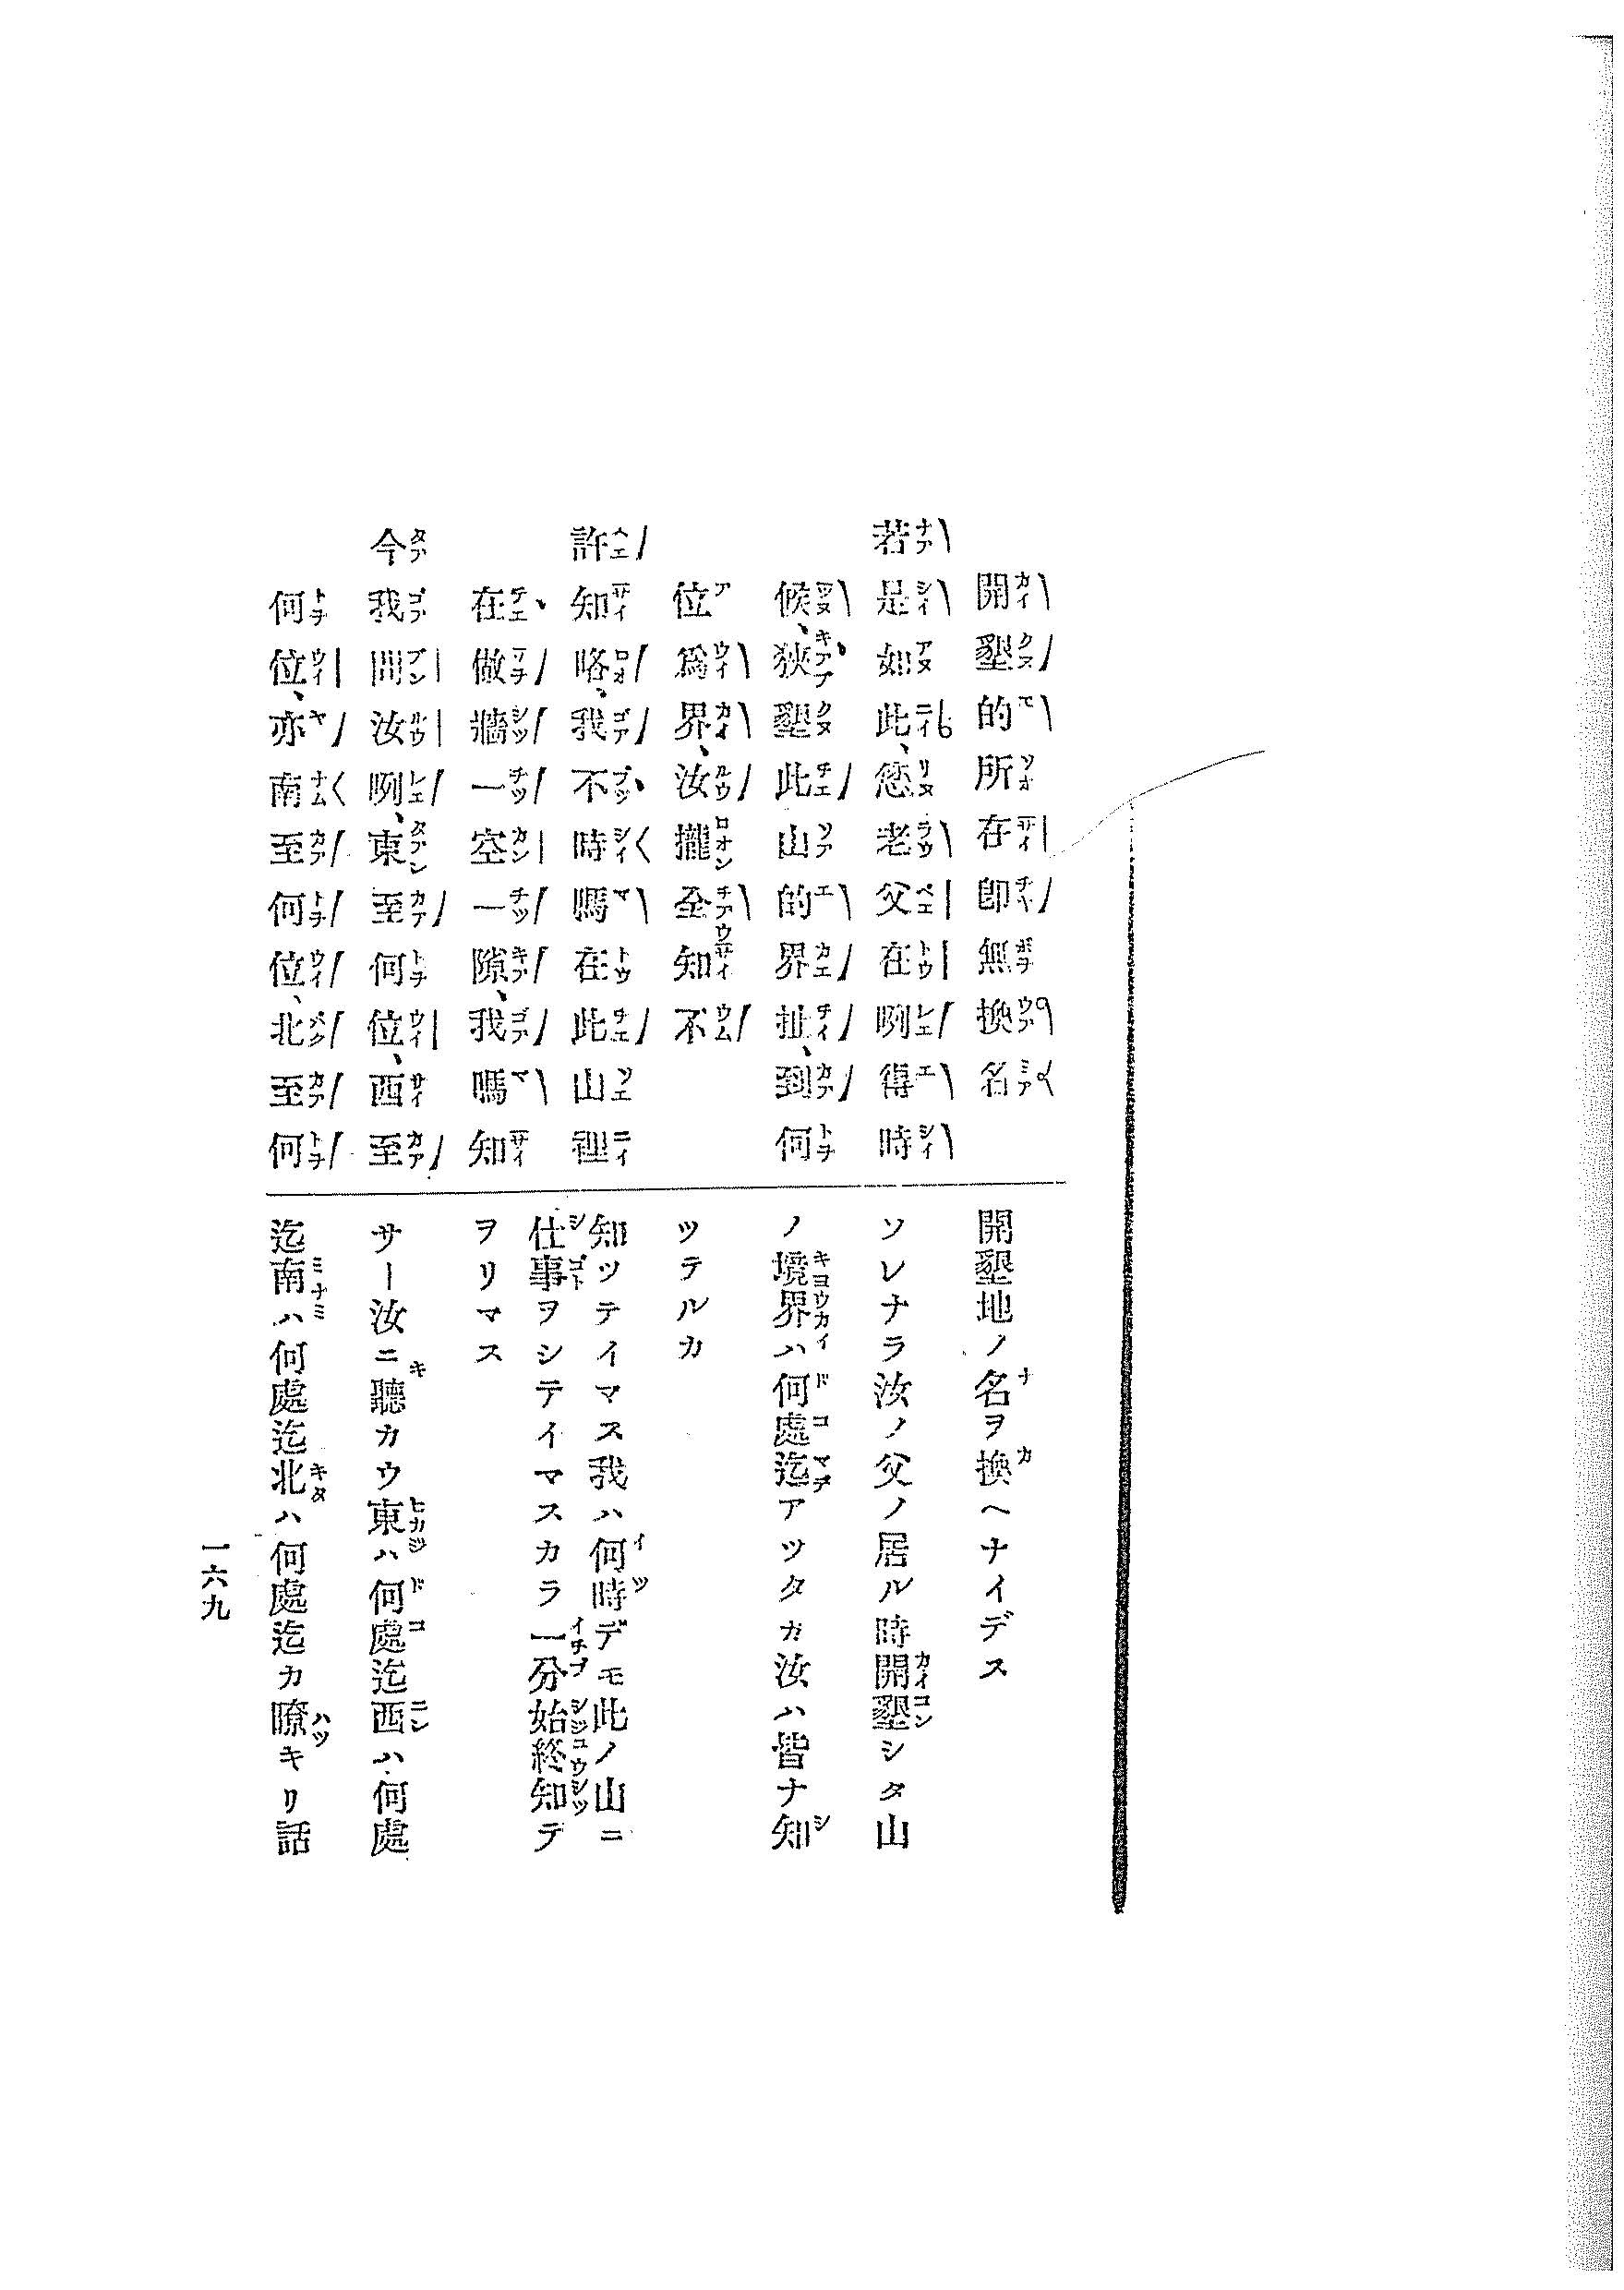 開墾的所在卽無換名
若是如此、您老父在咧得時
候、狹墾此山的界址、到何
位爲界、汝攏全知不
許知咯、我不時嗎在此山裡
在做牆一空一隙、我嗎知
今我問汝咧、東至何位、西至
何位、亦南至何位、北至何
開墾地ノ名ヲ換ヘナイデス
ソレナラ汝ノ父ノ居ル時開墾シタ山
ノ境界ハ何處迄アツタカ汝ハ皆ナ知
ツテルカ
知ツテイマス我ハ何時デモ此ノ山ニ
仕事ヲシテイマスカラ一分始終知テ
ヲリマス
サー汝ニ聽カウ東ハ何處迄西ハ何處
迄南ハ何處迄北ハ何處迄カ瞭キリ話
一六九